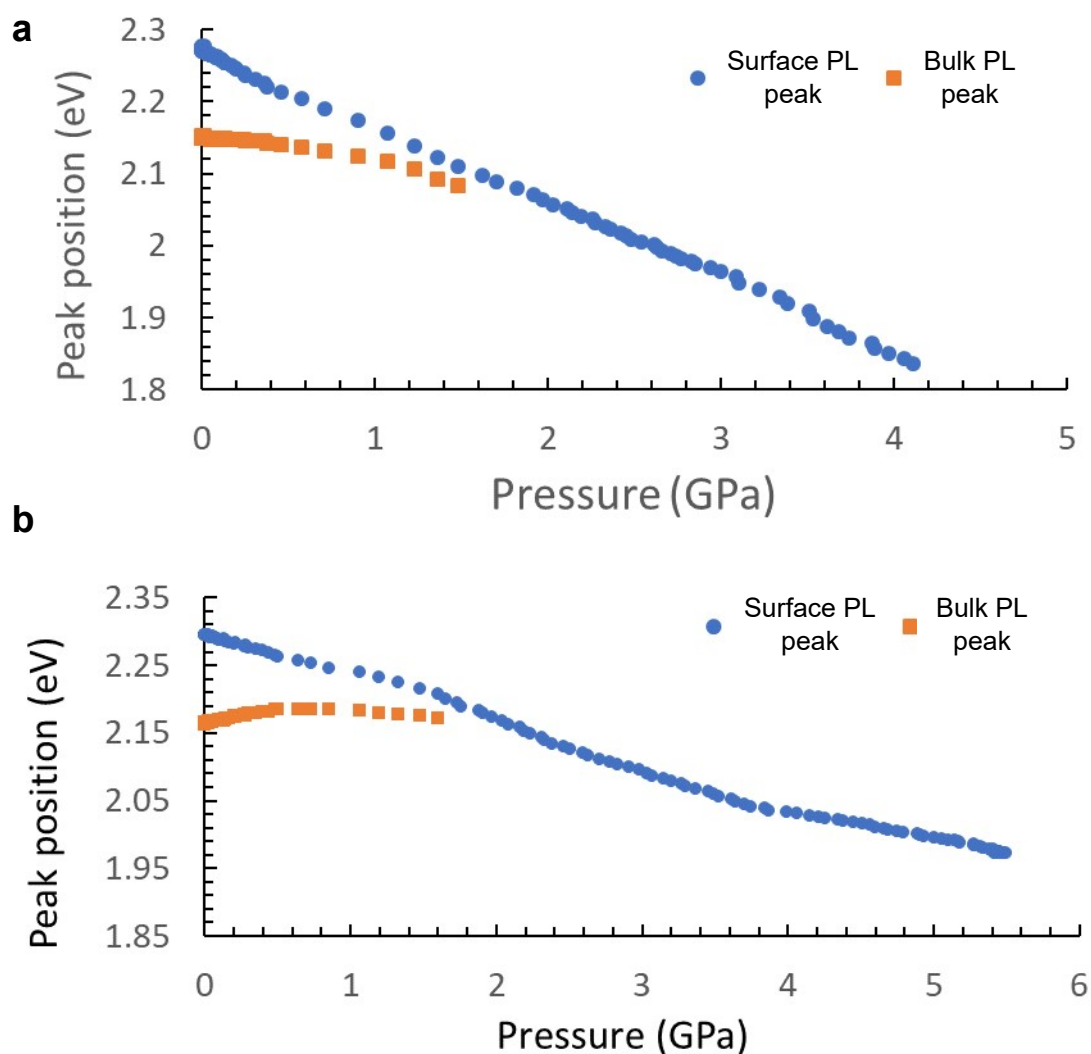 a
Peak position (eV)
2.3
2.2
2.1
2
1.9
1.8
Surface PL
peak
Bulk PL
peak
0 1 2 3 4 5
Pressure (GPa)
b
Peak position (eV)
2.35
2.25
2.15
2.05
1.95
1.85
Surface PL
peak
Bulk PL
peak
0 1 2 3 4 5 6
Pressure (GPa)